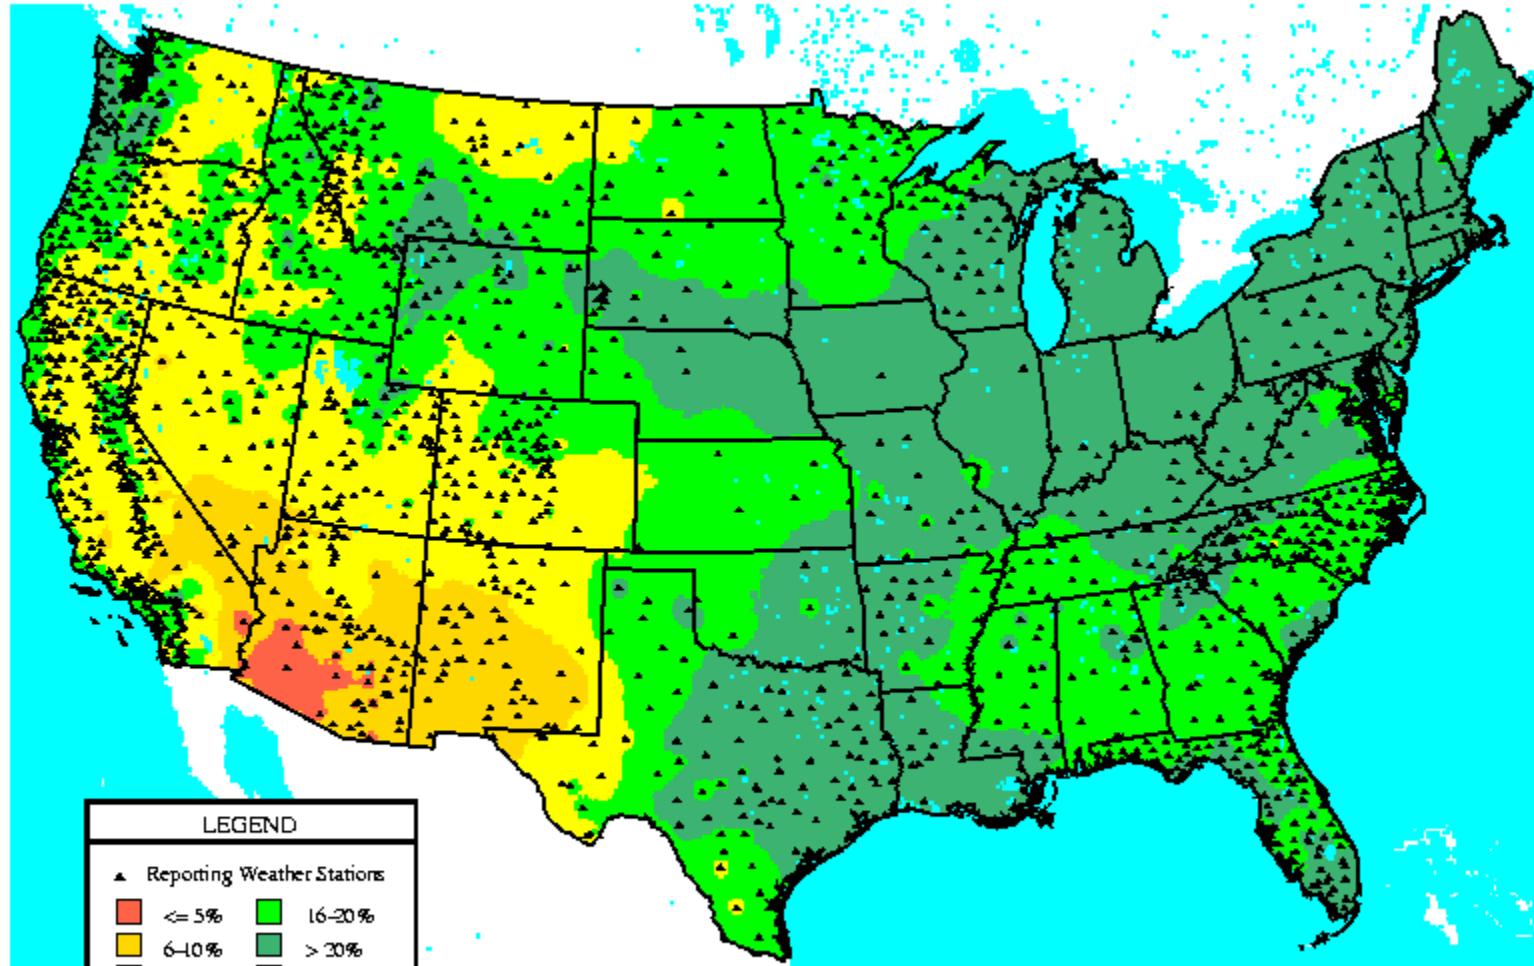 LEGEND
Reporting Weather Stations
<= 5% 16-20%
6-10% > 20%